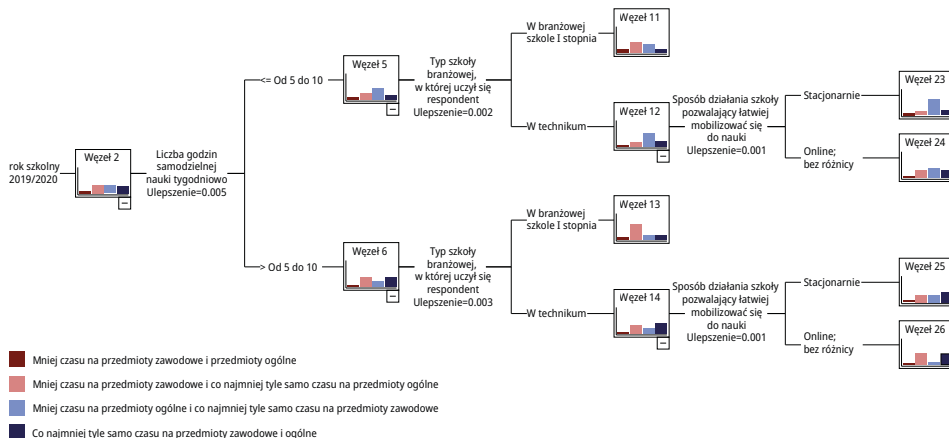 rok szkolny
2019/2020
Węzeł 2
Liczba godzin
samodzielnej
nauki tygodniowo
Ulepszenie=0.005
<= Od 5 do 10
Węzeł 5
Typ szkoły
branżowej,
w której uczył się
respondent
Ulepszenie=0.002
W branżowej
szkole I stopnia
Węzeł 11
W technikum
Węzeł 12
Sposób działania szkoły
pozwalający łatwiej
mobilizować się
do nauki
Ulepszenie=0.001
Stacjonarnie
Węzeł 23
Online;
bez różnicy
Węzeł 24
> Od 5 do 10
Węzeł 6
Typ szkoły
branżowej,
w której uczył się
respondent
Ulepszenie=0.003
W branżowej
szkole I stopnia
Węzeł 13
W technikum
Węzeł 14
Sposób działania szkoły
pozwalający łatwiej
mobilizować się
do nauki
Ulepszenie=0.001
Stacjonarnie
Węzeł 25
Online;
bez różnicy
Węzeł 26
Mniej czasu na przedmioty zawodowe i przedmioty ogólne
Mniej czasu na przedmioty zawodowe i co najmniej tyle samo czasu na przedmioty ogólne
Mniej czasu na przedmioty ogólne i co najmniej tyle samo czasu na przedmioty zawodowe
Co najmniej tyle samo czasu na przedmioty zawodowe i ogólne